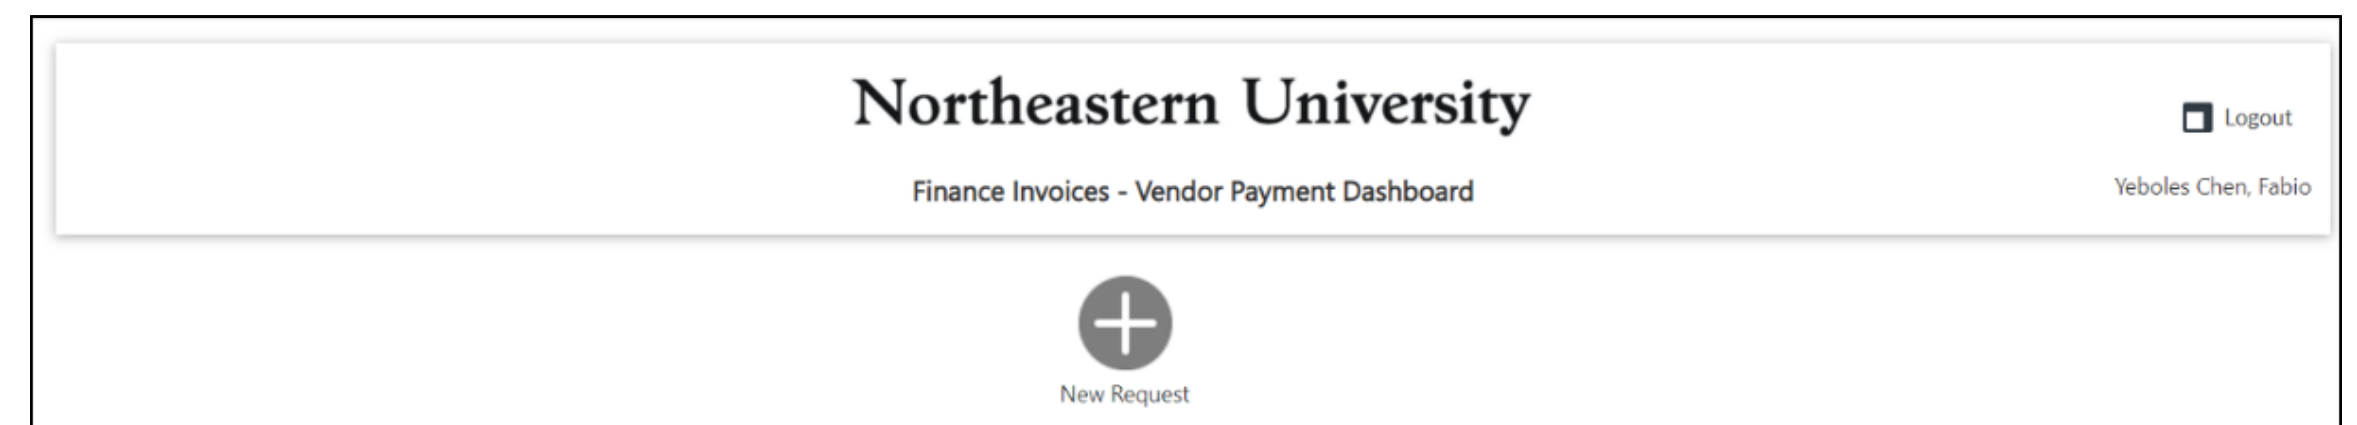 Northeastern University
Logout
Finance Invoices - Vendor Payment Dashboard
Yeboles Chen, Fabio
New Request